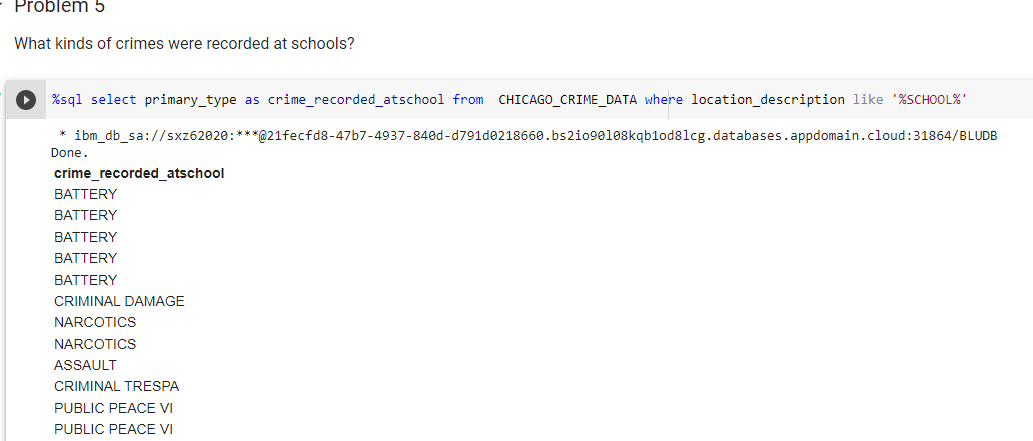 Problem 5
What kinds of crimes were recorded at schools?
%sql select primary_type as crime_recorded_atschool from  CHICAGO_CRIME_DATA where location_description like '%SCHOOL%'
* ibm_db_sa://sxz62020:***@21fecfd8-47b7-4937-840d-d791d0218660.bs2io90l08kqb1od8lcg.databases.appdomain.cloud:31864/BLUDB
Done.
crime_recorded_atschool
BATTERY
BATTERY
BATTERY
BATTERY
BATTERY
CRIMINAL DAMAGE
NARCOTICS
NARCOTICS
ASSAULT
CRIMINAL TRESPA
PUBLIC PEACE VI
PUBLIC PEACE VI